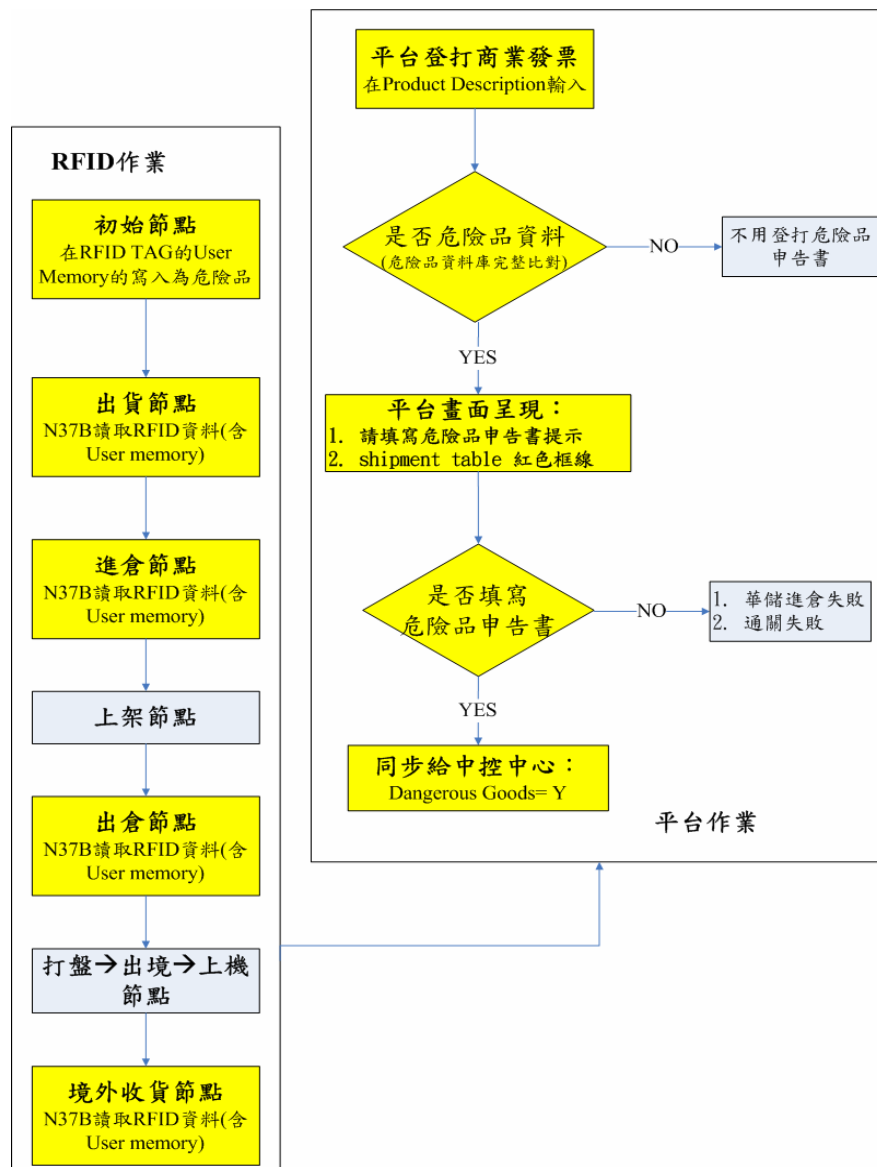 RFID作業
初始節點
在RFID TAG的User
Memory的寫入為危險品
出貨節點
N37B讀取RFID資料(含
User memory)
進倉節點
N37B讀取RFID資料(含
User memory)
上架節點
出倉節點
N37B讀取RFID資料(含
User memory)
打盤→出境→上機
節點
境外收貨節點
N37B讀取RFID資料(含
User memory)
平台登打商業發票
在Product Description輸入
是否危險品資料
(危險品資料庫完整比對)
NO
不用登打危險品
申告書
YES
平台畫面呈現：
1. 請填寫危險品申告書提示
2. shipment table 紅色框線
是否填寫
危險品申告書
NO
1. 華儲進倉失敗
2. 通關失敗
YES
同步給中控中心：
Dangerous Goods= Y
平台作業